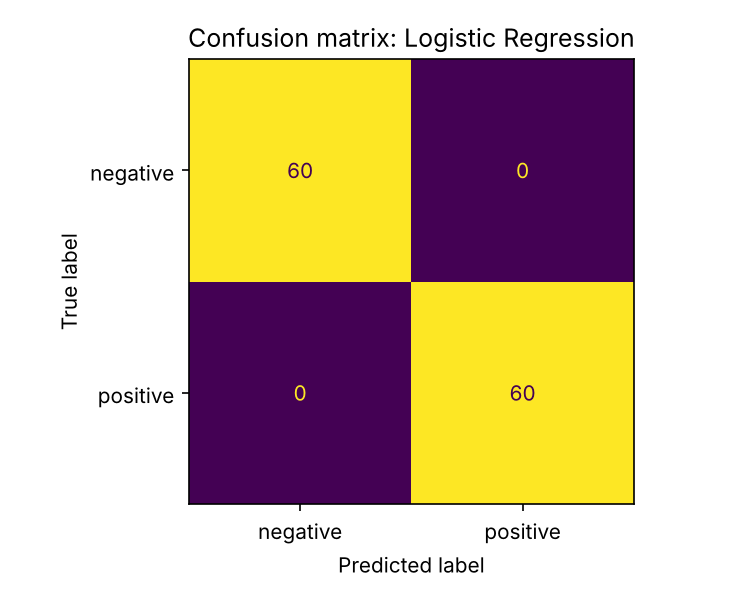 Confusion matrix: Logistic Regression
negative
60
0
True label
positive
0
60
negative
positive
Predicted label